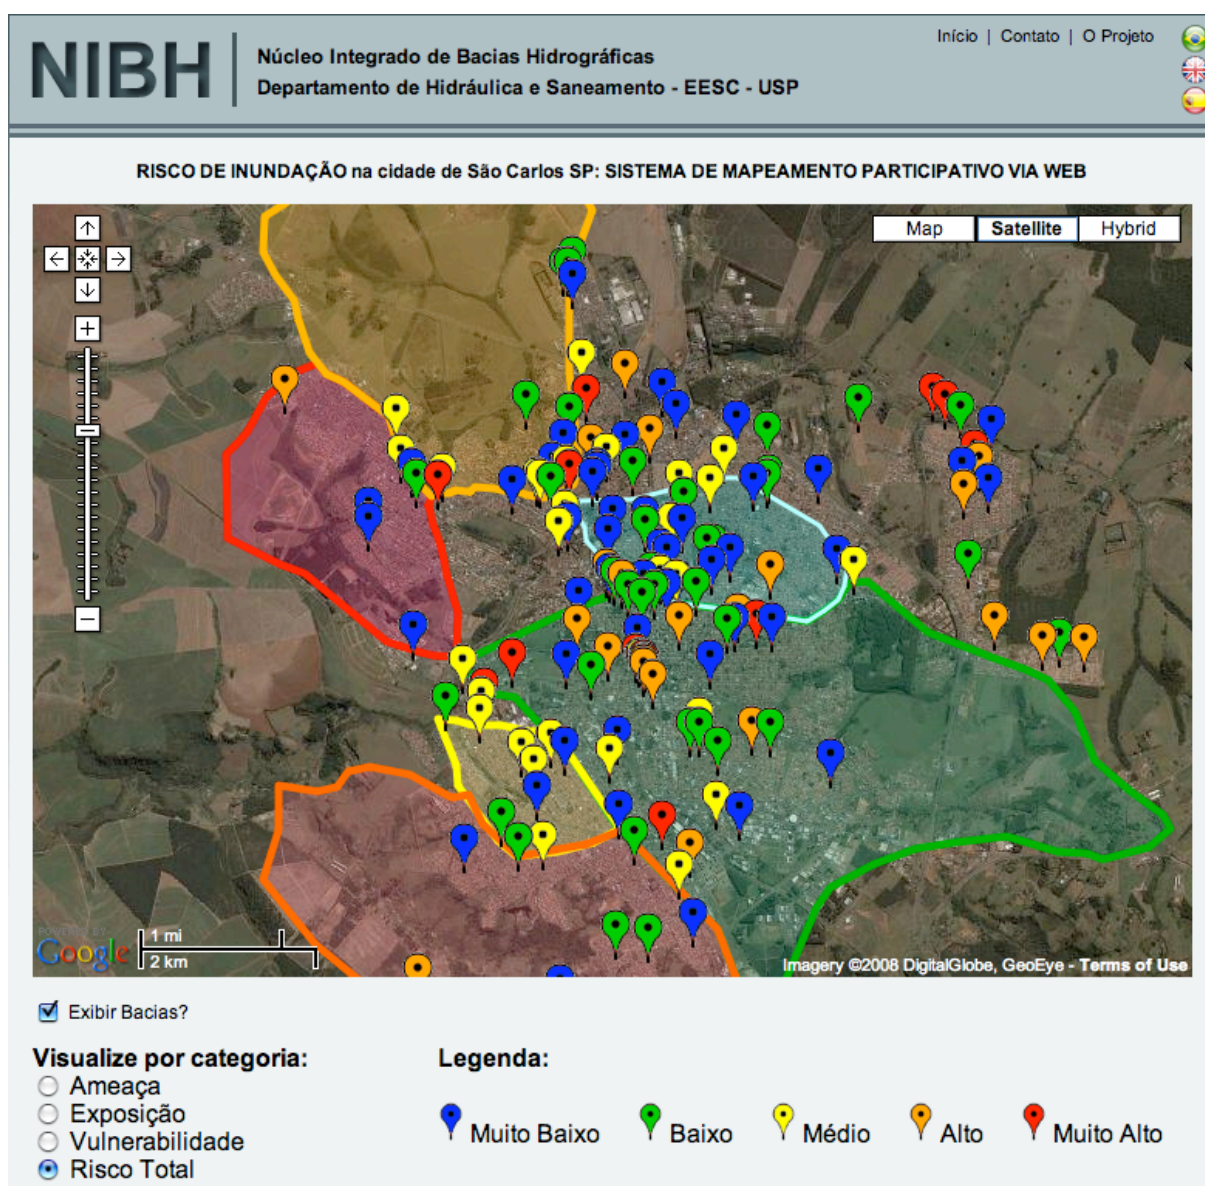 NIBH
Núcleo Integrado de Bacias Hidrográficas
Departamento de Hidráulica e Saneamento - EESC - USP
Início | Contato | O Projeto
RISCO DE INUNDAÇÃO na cidade de São Carlos SP: SISTEMA DE MAPEAMENTO PARTICIPATIVO VIA WEB
Map
Satellite
Hybrid
POWERED BY
Google
1 mi
2 km
Imagery ©2008 DigitalGlobe, GeoEye - Terms of Use
Exibir Bacias?
Visualize por categoria:
Ameaça
Exposição
Vulnerabilidade
Risco Total
Legenda:
Muito Baixo
Baixo
Médio
Alto
Muito Alto